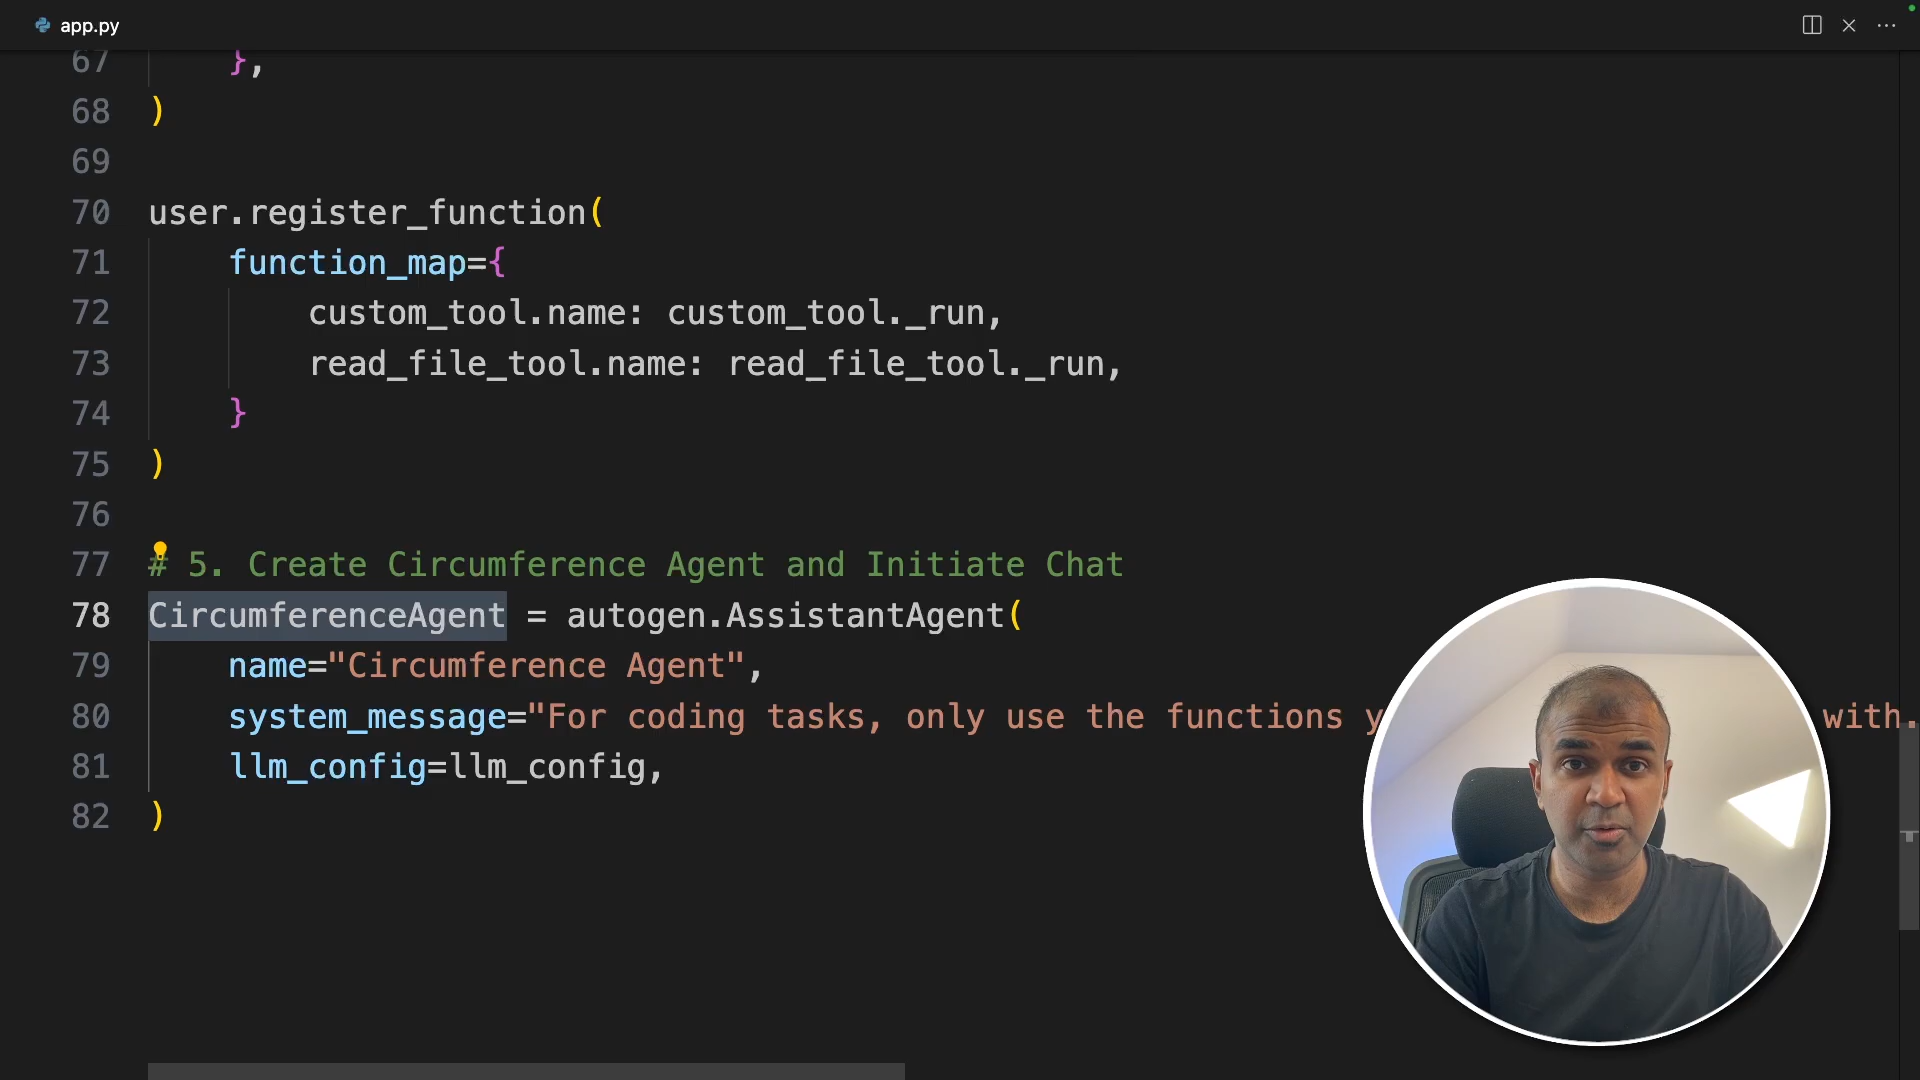 app.py
67 },
68 )
69
70 user.register_function(
71 function_map={
72 custom_tool.name: custom_tool._run,
73 read_file_tool.name: read_file_tool._run,
74 }
75 )
76
77 # 5. Create Circumference Agent and Initiate Chat
78 CircumferenceAgent = autogen.AssistantAgent(
79 name="Circumference Agent",
80 system_message="For coding tasks, only use the functions with.
81 llm_config=llm_config,
82 )